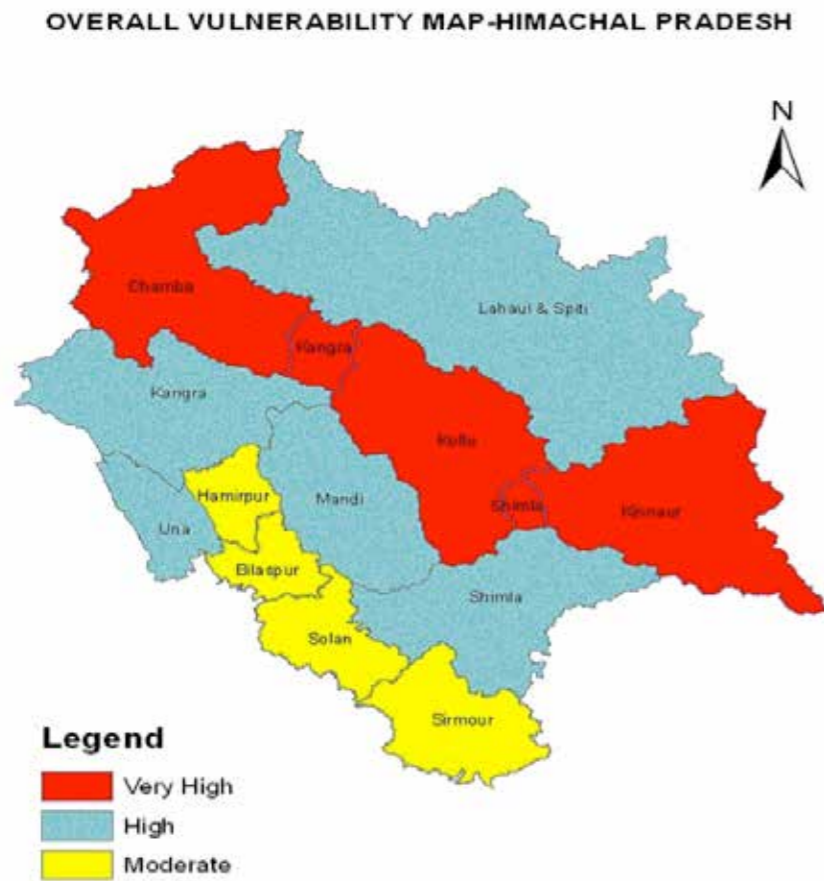 OVERALL VULNERABILITY MAP-HIMACHAL PRADESH
N
Chamba
Lahaul & Spiti
Kangra
Kangra
Kullu
Hamirpur
Mandi
Shimla
Kinnaur
Una
Bilaspur
Shimla
Solan
Sirmour
Legend
Very High
High
Moderate